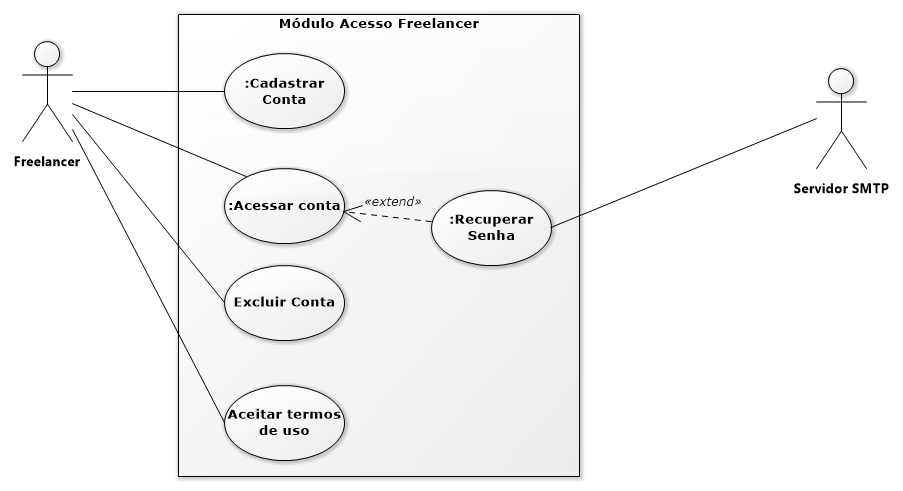 Módulo Acesso Freelancer
:Cadastrar
Conta
Freelancer
Servidor SMTP
:Acessar conta
«extend»
:Recuperar
Senha
Excluir Conta
Aceitar termos
de uso